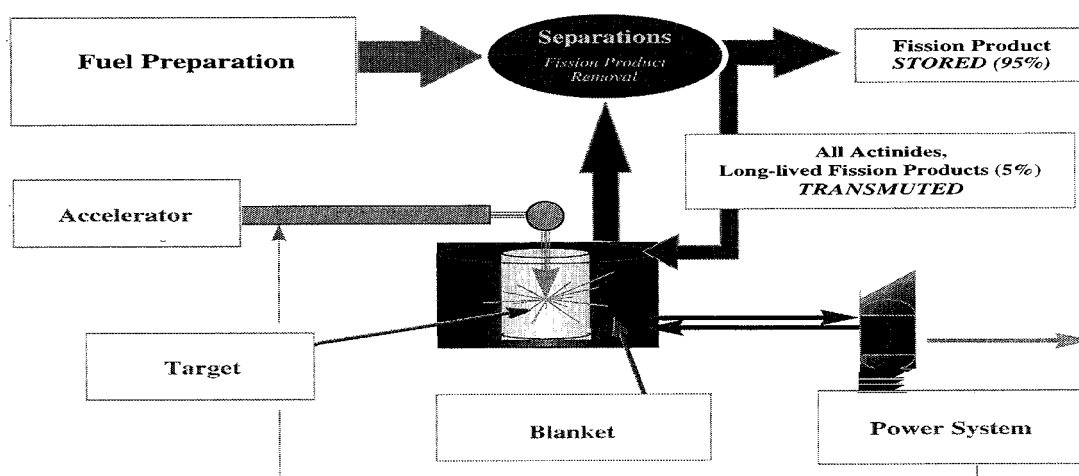 Fuel Preparation
Separations
Fission Product
Removal
Fission Product
STORED (95%)
All Actinides,
Long-lived Fission Products (5%)
TRANSMUTED
Accelerator
Target
Blanket
Power System